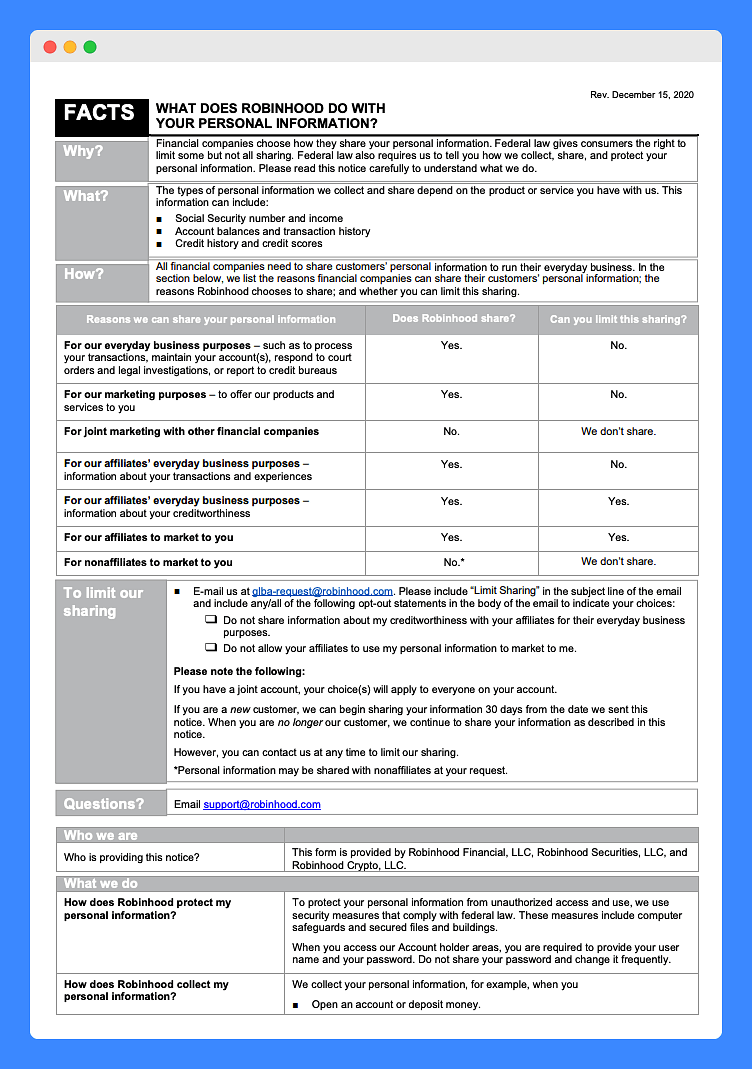 Rev. December 15, 2020
FACTS
WHAT DOES ROBINHOOD DO WITH
YOUR PERSONAL INFORMATION?
Why?
Financial companies choose how they share your personal information. Federal law gives consumers the right to
limit some but not all sharing. Federal law also requires us to tell you how we collect, share, and protect your
personal information. Please read this notice carefully to understand what we do.
What?
The types of personal information we collect and share depend on the product or service you have with us. This
information can include:
■ Social Security number and income
■ Account balances and transaction history
■ Credit history and credit scores
How?
All financial companies need to share customers’ personal information to run their everyday business. In the
section below, we list the reasons financial companies can share their customers’ personal information; the
reasons Robinhood chooses to share; and whether you can limit this sharing.
Reasons we can share your personal information
Does Robinhood share?
Can you limit this sharing?
For our everyday business purposes – such as to process
your transactions, maintain your account(s), respond to court
orders and legal investigations, or report to credit bureaus
Yes.
No.
For our marketing purposes – to offer our products and
services to you
Yes.
No.
For joint marketing with other financial companies
No.
We don’t share.
For our affiliates’ everyday business purposes –
information about your transactions and experiences
Yes.
No.
For our affiliates’ everyday business purposes –
information about your creditworthiness
Yes.
Yes.
For our affiliates to market to you
Yes.
Yes.
For nonaffiliates to market to you
No.*
We don’t share.
To limit our
sharing
■ E-mail us at glba-request@robinhood.com. Please include “Limit Sharing” in the subject line of the email
and include any/all of the following opt-out statements in the body of the email to indicate your choices:
❑ Do not share information about my creditworthiness with your affiliates for their everyday business
purposes.
❑ Do not allow your affiliates to use my personal information to market to me.
Please note the following:
If you have a joint account, your choice(s) will apply to everyone on your account.
If you are a new customer, we can begin sharing your information 30 days from the date we sent this
notice. When you are no longer our customer, we continue to share your information as described in this
notice.
However, you can contact us at any time to limit our sharing.
*Personal information may be shared with nonaffiliates at your request.
Questions?
Email support@robinhood.com
Who we are
Who is providing this notice?
This form is provided by Robinhood Financial, LLC, Robinhood Securities, LLC, and
Robinhood Crypto, LLC.
What we do
How does Robinhood protect my
personal information?
To protect your personal information from unauthorized access and use, we use
security measures that comply with federal law. These measures include computer
safeguards and secured files and buildings.
When you access our Account holder areas, you are required to provide your user
name and your password. Do not share your password and change it frequently.
How does Robinhood collect my
personal information?
We collect your personal information, for example, when you
■ Open an account or deposit money.